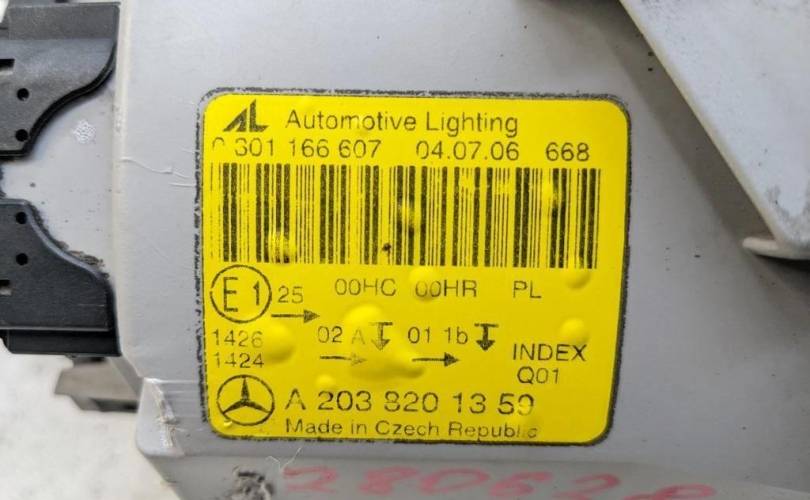 AL Automotive Lighting
0 301 166 607 04.07.06 668
E1 25 00HC 00HR PL
1426 02 A 01 1b
1424
INDEX
Q01
A 203 820 13 59
Made in Czech Republic